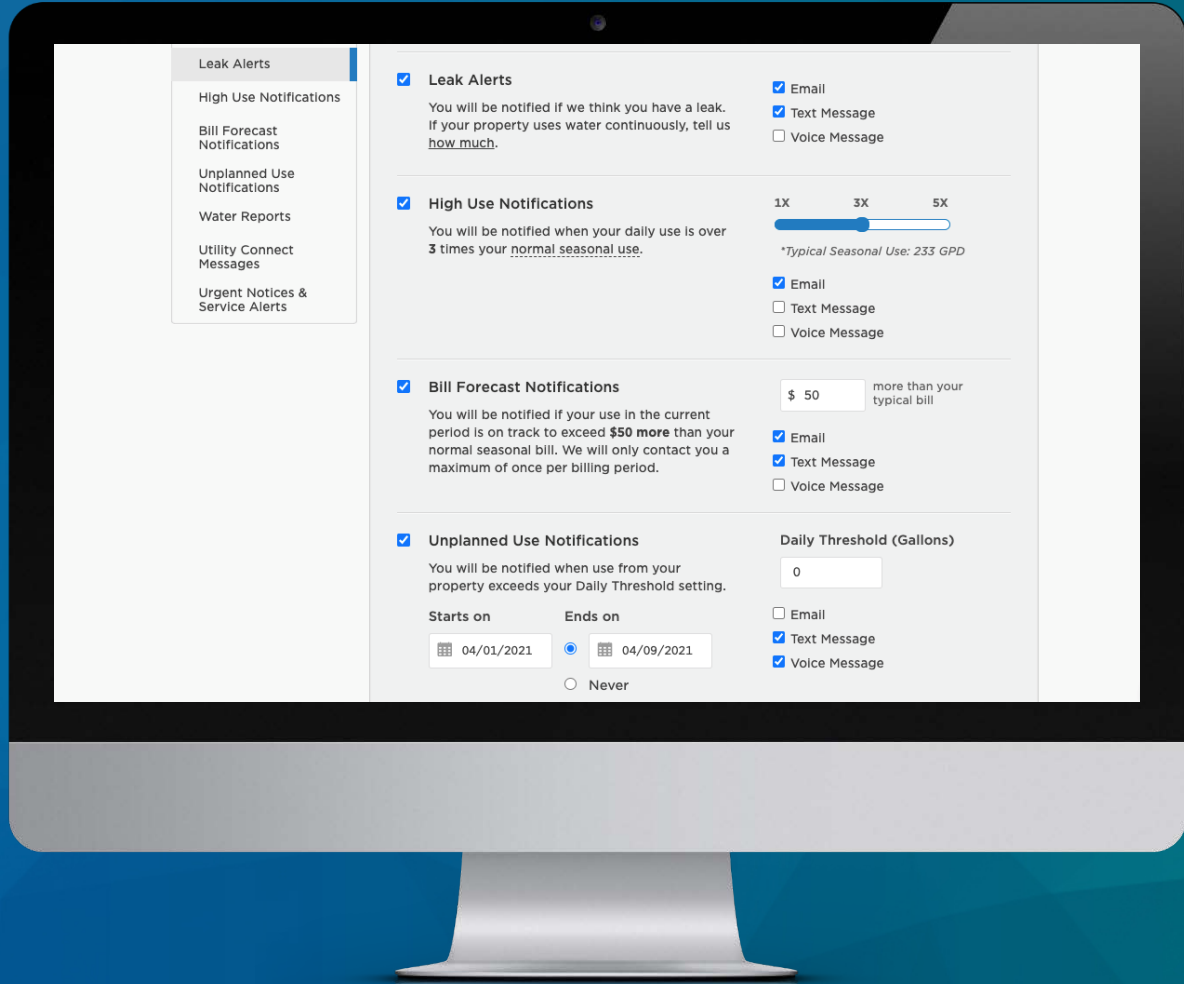 Leak Alerts
High Use Notifications
Bill Forecast
Notifications
Unplanned Use
Notifications
Water Reports
Utility Connect
Messages
Urgent Notices &
Service Alerts
Leak Alerts
You will be notified if we think you have a leak.
If your property uses water continuously, tell us
how much.
Email
Text Message
Voice Message
High Use Notifications
You will be notified when your daily use is over
3 times your normal seasonal use.
1X 3X 5X
*Typical Seasonal Use: 233 GPD
Email
Text Message
Voice Message
Bill Forecast Notifications
You will be notified if your use in the current
period is on track to exceed $50 more than your
normal seasonal bill. We will only contact you a
maximum of once per billing period.
$ 50
more than your
typical bill
Email
Text Message
Voice Message
Unplanned Use Notifications
You will be notified when use from your
property exceeds your Daily Threshold setting.
Starts on Ends on
04/01/2021 04/09/2021
Never
Daily Threshold (Gallons)
0
Email
Text Message
Voice Message